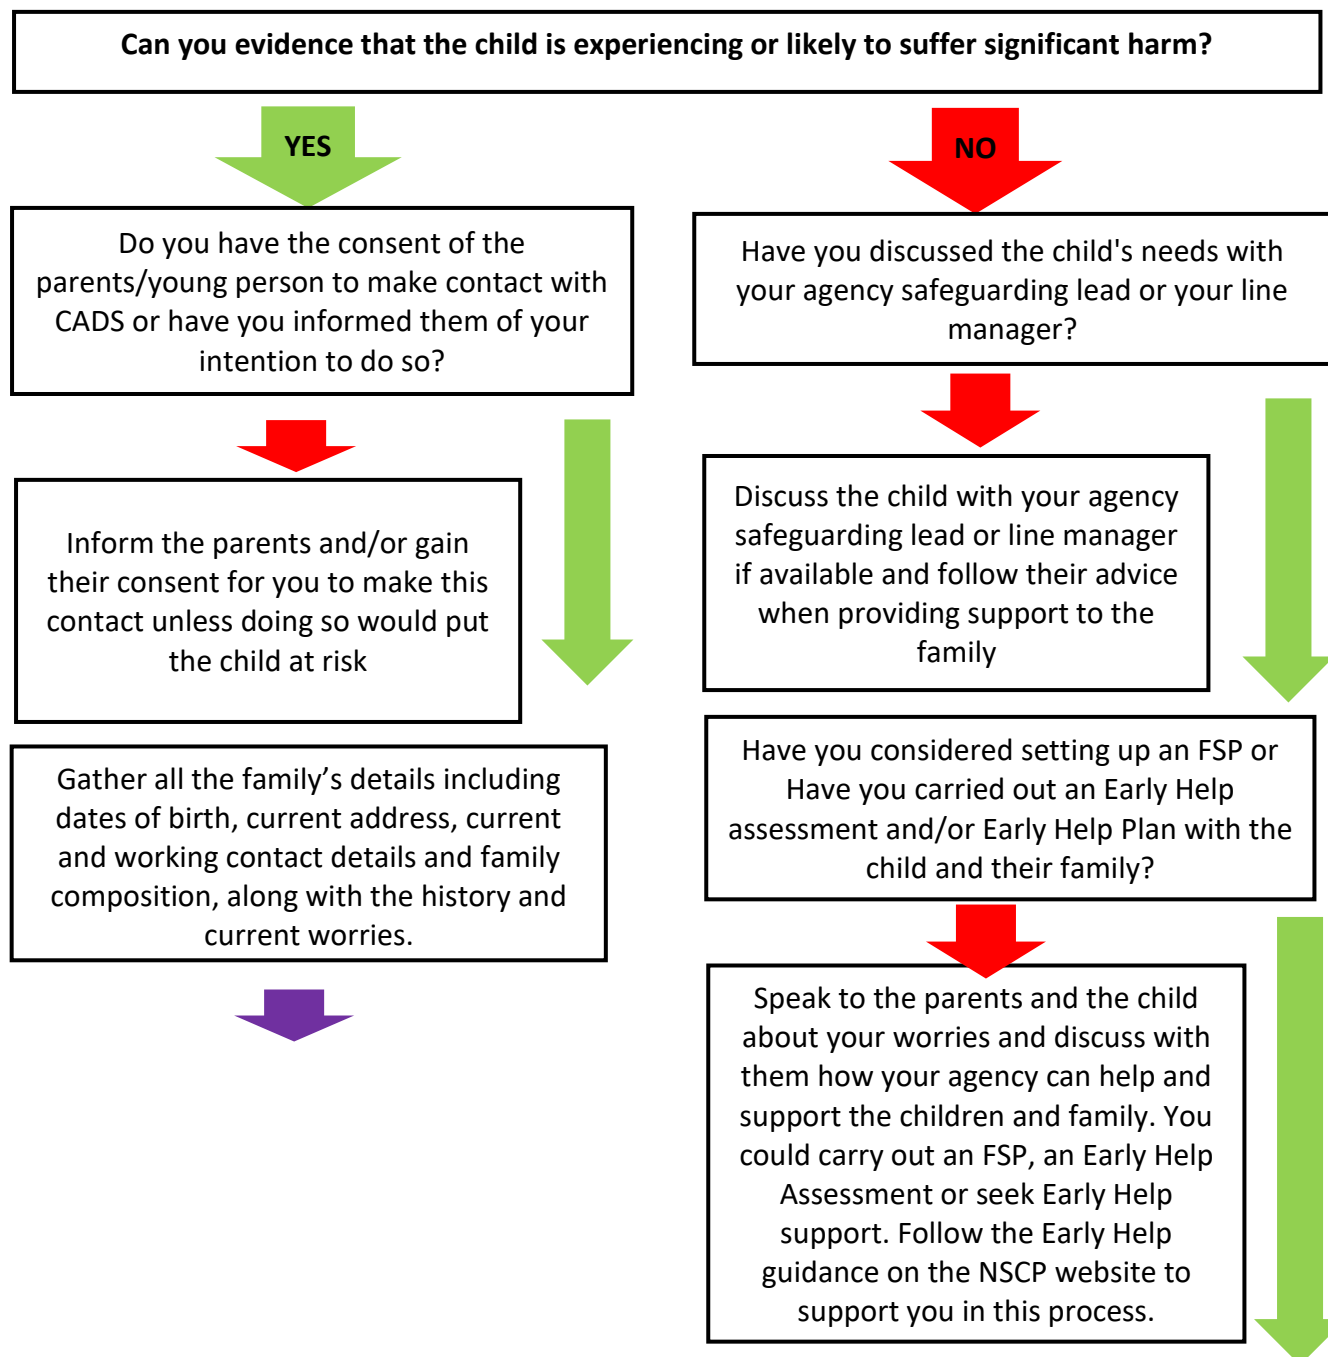 Can you evidence that the child is experiencing or likely to suffer significant harm?
YES
NO
Do you have the consent of the
parents/young person to make contact with
CADS or have you informed them of your
intention to do so?
Have you discussed the child's needs with
your agency safeguarding lead or your line
manager?
Inform the parents and/or gain
their consent for you to make this
contact unless doing so would put
the child at risk
Discuss the child with your agency
safeguarding lead or line manager
if available and follow their advice
when providing support to the
family
Gather all the family’s details including
dates of birth, current address, current
and working contact details and family
composition, along with the history and
current worries.
Have you considered setting up an FSP or
Have you carried out an Early Help
assessment and/or Early Help Plan with the
child and their family?
Speak to the parents and the child
about your worries and discuss with
them how your agency can help and
support the children and family. You
could carry out an FSP, an Early Help
Assessment or seek Early Help
support. Follow the Early Help
guidance on the NSCP website to
support you in this process.